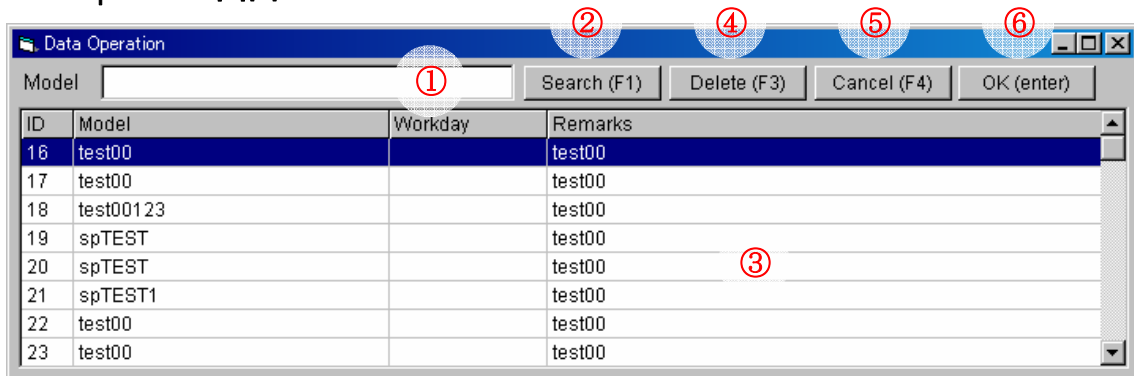 ② ④ ⑤ ⑥
Data Operation
Model ① Search (F1) Delete (F3) Cancel (F4) OK (enter)
ID Model Workday Remarks
16 test00 test00
17 test00 test00
18 test00123 test00
19 spTEST test00
20 spTEST test00 ③
21 spTEST1 test00
22 test00 test00
23 test00 test00